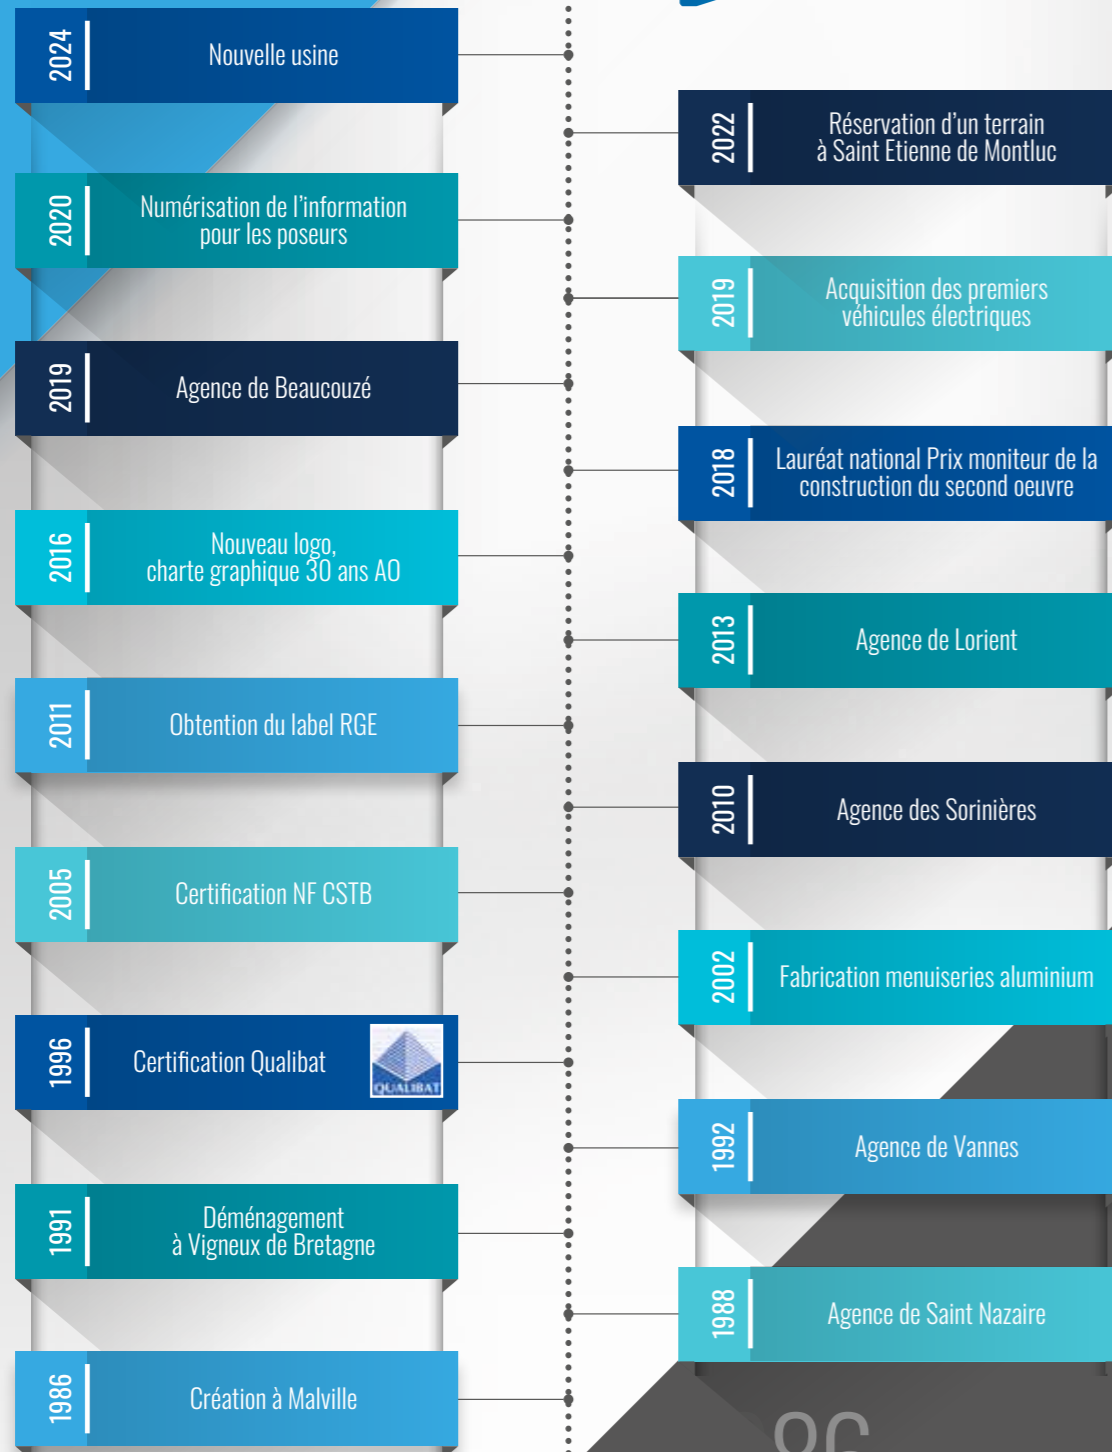 2024
Nouvelle usine
2022
Réservation d'un terrain
à Saint Etienne de Montluc
2020
Numérisation de l'information
pour les poseurs
2019
Acquisition des premiers
véhicules électriques
2019
Agence de Beaucouzé
2018
Lauréat national Prix moniteur de la
construction du second oeuvre
2016
Nouveau logo,
charte graphique 30 ans AO
2013
Agence de Lorient
2011
Obtention du label RGE
2010
Agence des Sorinières
2005
Certification NF CSTB
2002
Fabrication menuiseries aluminium
1996
Certification Qualibat
QUALIBAT
1992
Agence de Vannes
1991
Déménagement
à Vigneux de Bretagne
1988
Agence de Saint Nazaire
1986
Création à Malville